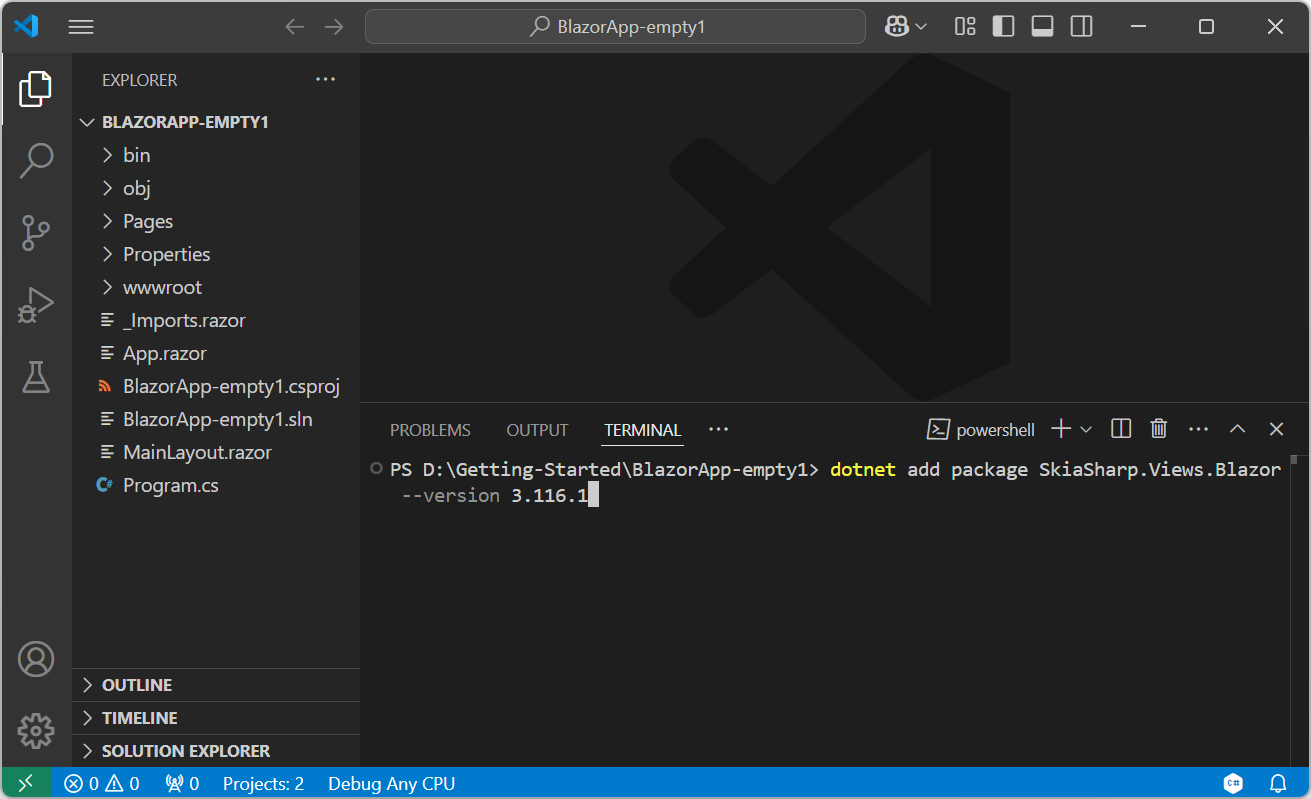 BlazorApp-empty1
EXPLORER
BLAZORAPP-EMPTY1
bin
obj
Pages
Properties
wwwroot
_Imports.razor
App.razor
BlazorApp-empty1.csproj
BlazorApp-empty1.sln
MainLayout.razor
C# Program.cs
OUTLINE
TIMELINE
SOLUTION EXPLORER
PROBLEMS OUTPUT TERMINAL powershell
PS D:\Getting-Started\BlazorApp-empty1> dotnet add package SkiaSharp.Views.Blazor
--version 3.116.1
0 0 0 Projects: 2 Debug Any CPU C#